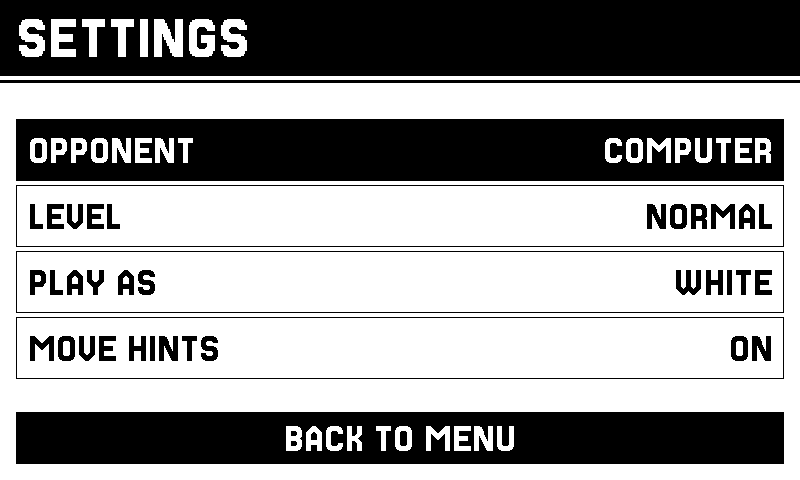 SETTINGS
OPPONENT COMPUTER
LEVEL NORMAL
PLAY AS WHITE
MOVE HINTS ON
BACK TO MENU